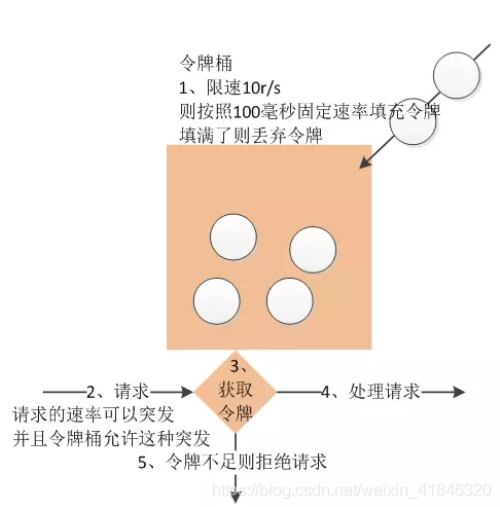 令牌桶
1、限速10r/s
则按照100毫秒固定速率填充令牌
填满了则丢弃令牌
3、
获取
令牌
2、请求
4、处理请求
请求的速率可以突发
并且令牌桶允许这种突发
5、令牌不足则拒绝请求
https://blog.csdn.net/weixin_41846320